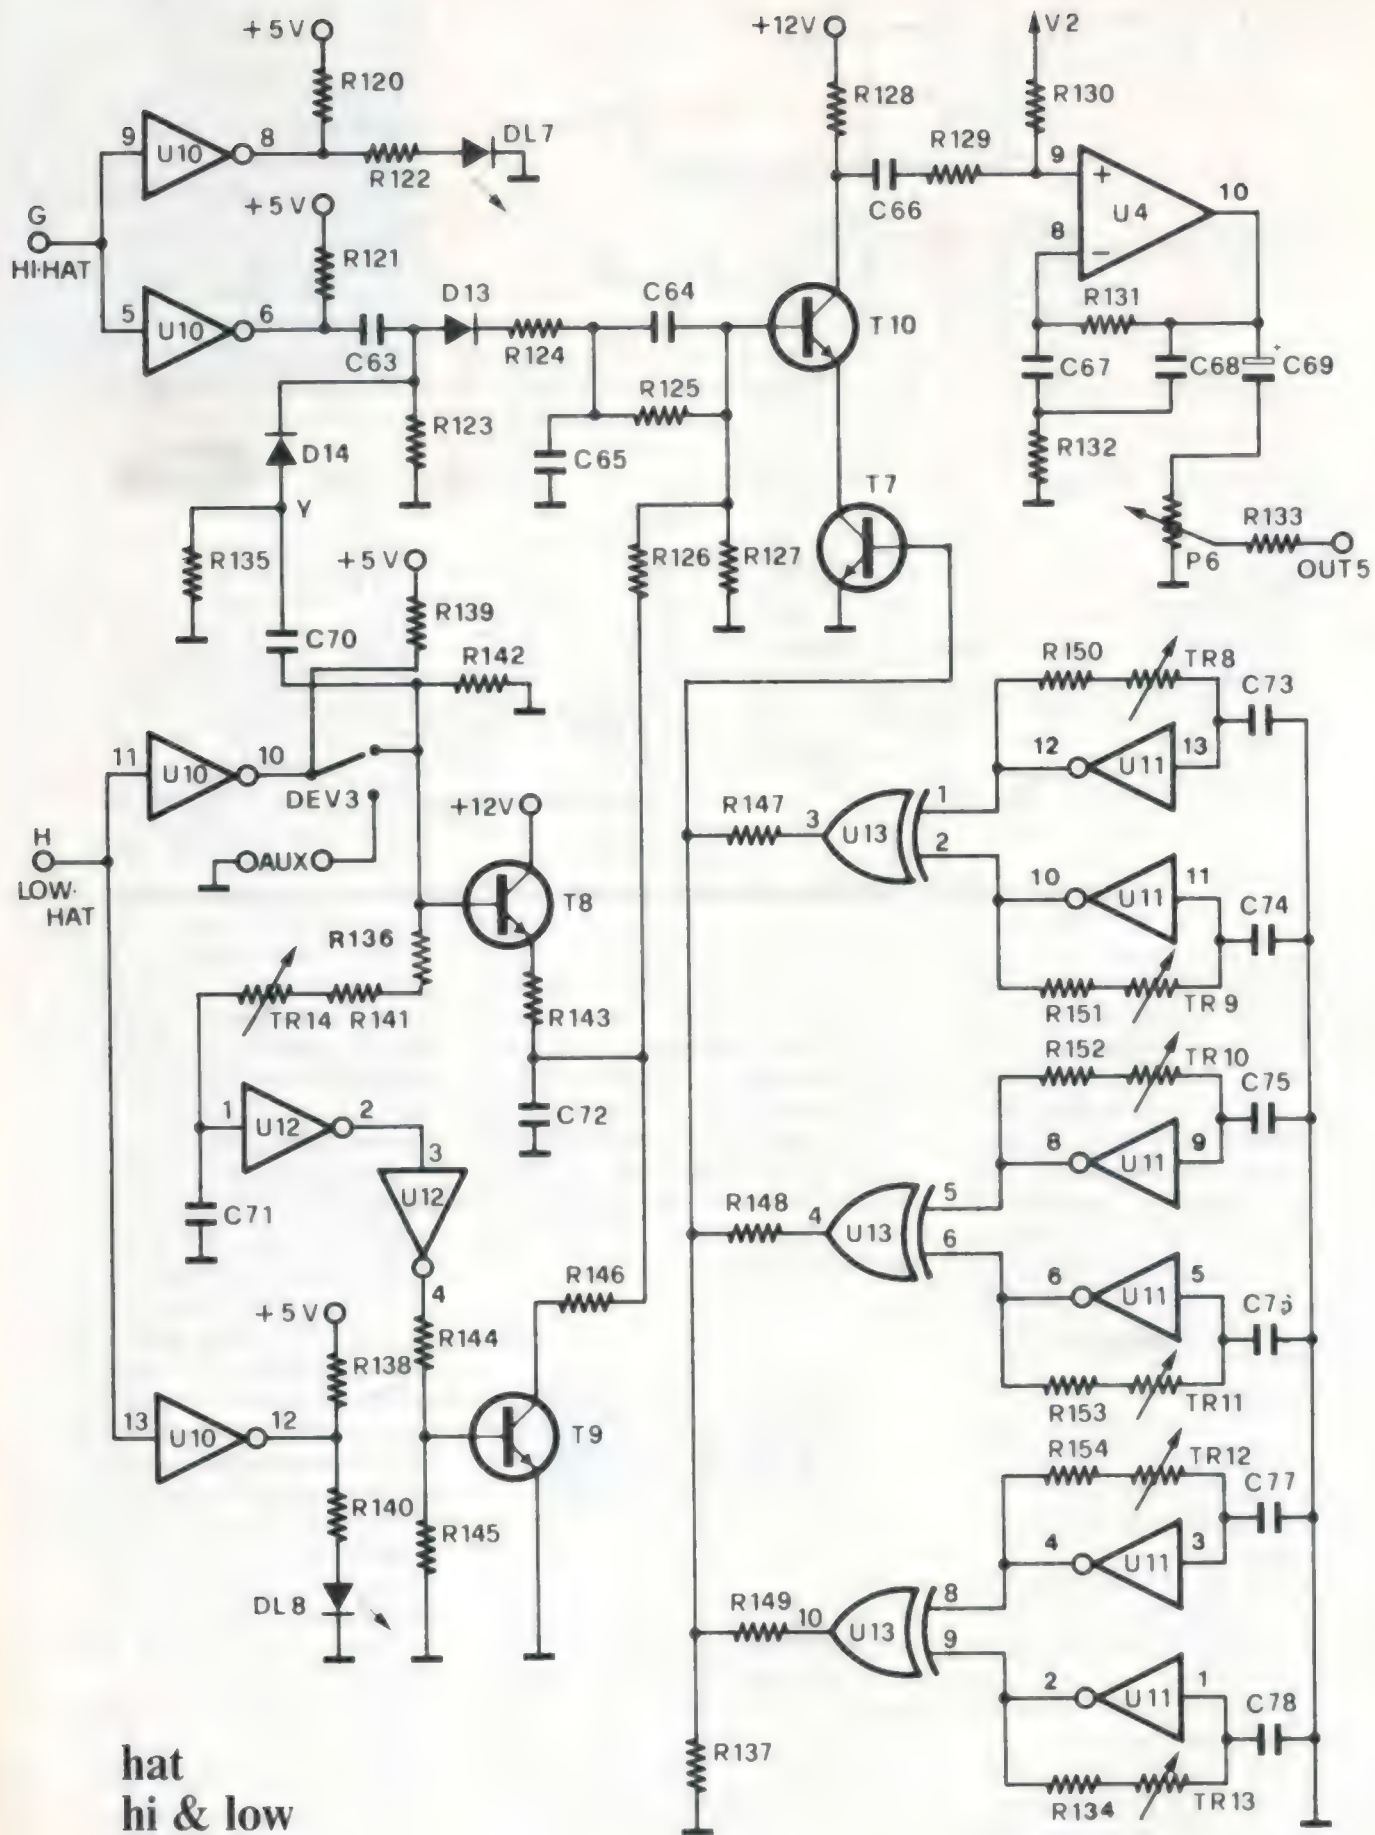 +5V
R120
9
U10
8
R122
DL7
G
HI-HAT
+5V
R121
5
U10
6
C63
D13
R124
C64
R125
C65
R123
D14
Y
R135
C70
+12V
R128
C66
R129
V2
R130
9
+
U4
10
8
−
R131
C67
C68
+
C69
R132
P6
R133
OUT5
T10
T7
R126
R127
+5V
R139
R142
11
U10
10
DEV3
AUX
H
LOW-
HAT
+12V
T8
R136
TR14
R141
R143
1
U12
2
C72
3
U12
C71
4
R144
R146
+5V
R138
13
U10
12
T9
R140
R145
DL8
R150
TR8
C73
12
U11
13
R147
3
U13
1
2
10
U11
11
C74
R151
TR9
R152
TR10
C75
8
U11
9
R148
4
U13
5
6
6
U11
5
C76
R153
TR11
R154
TR12
C77
4
U11
3
R149
10
U13
8
9
2
U11
1
C78
R134
TR13
R137
hat
hi & low